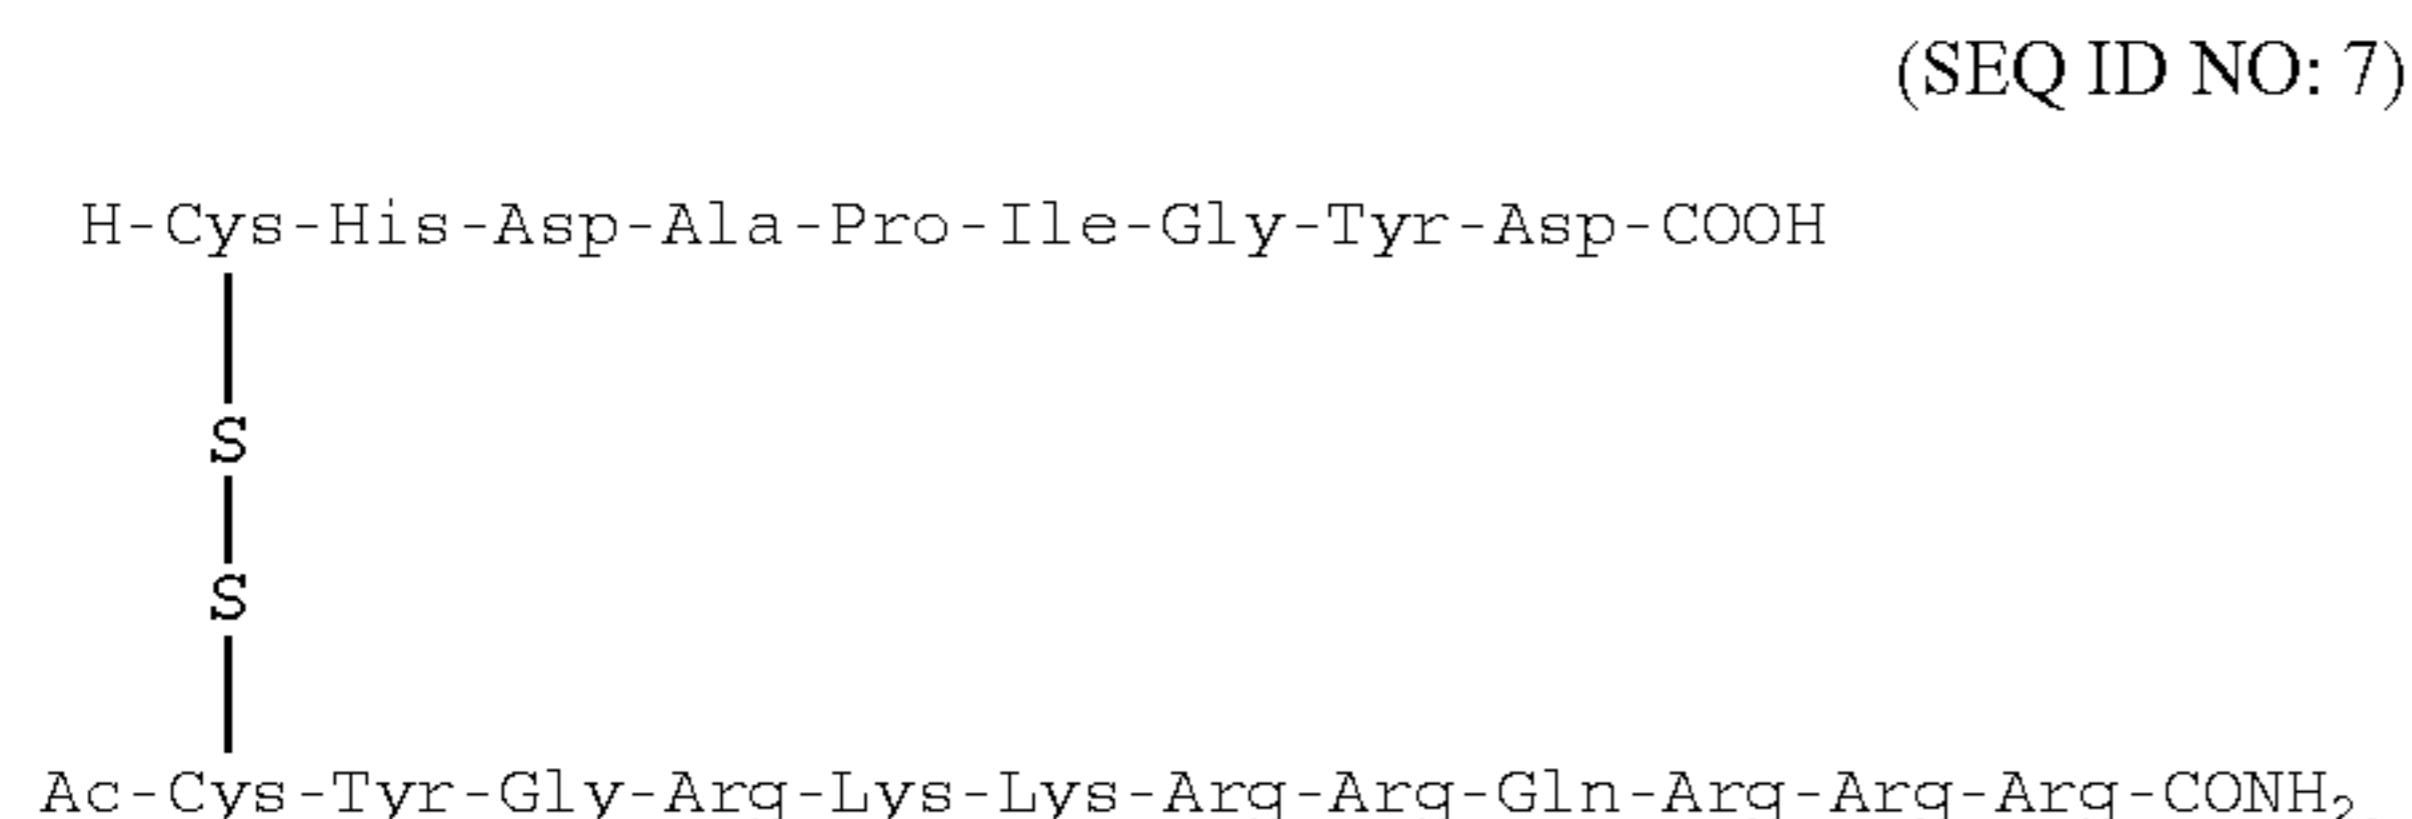 (SEQ ID NO: 7)
H-Cys-His-Asp-Ala-Pro-Ile-Gly-Tyr-Asp-COOH
S
S
Ac-Cys-Tyr-Gly-Arg-Lys-Lys-Arg-Arg-Gln-Arg-Arg-Arg-CONH₂.